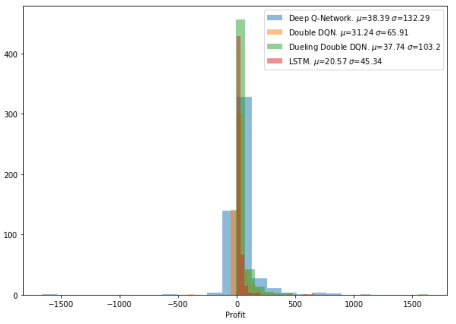 Deep Q-Network. μ=38.39 σ=132.29
Double DQN. μ=31.24 σ=65.91
Dueling Double DQN. μ=37.74 σ=103.2
LSTM. μ=20.57 σ=45.34
400
300
200
100
0
−1500 −1000 −500 0 500 1000 1500
Profit